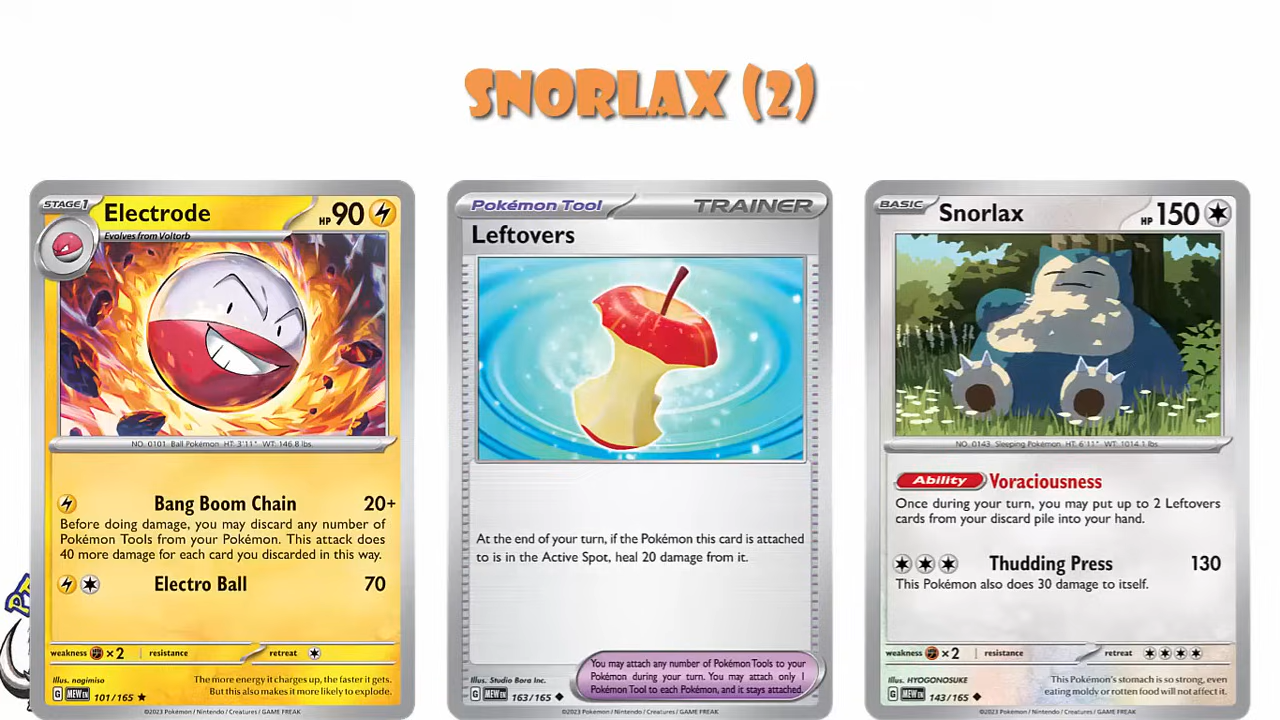 SNORLAX (2)
STAGE1
Electrode
HP 90
Evolves from Voltorb
NO. 0101 Ball Pokémon HT: 3'11" WT: 146.8 lbs.
Bang Boom Chain 20+
Before doing damage, you may discard any number of
Pokémon Tools from your Pokémon. This attack does
40 more damage for each card you discarded in this way.
Electro Ball 70
weakness ×2 resistance retreat
Illus. nagimiso
G MEW EN 101/165 ★
The more energy it charges up, the faster it gets.
But this also makes it more likely to explode.
©2023 Pokémon / Nintendo / Creatures / GAME FREAK
Pokémon Tool TRAINER
Leftovers
At the end of your turn, if the Pokémon this card is attached
to is in the Active Spot, heal 20 damage from it.
You may attach any number of Pokémon Tools to your
Pokémon during your turn. You may attach only 1
Pokémon Tool to each Pokémon, and it stays attached.
Illus. Studio Bora Inc.
G MEW EN 163/165 ◆
©2023 Pokémon / Nintendo / Creatures / GAME FREAK
BASIC
Snorlax
HP 150
NO. 0143 Sleeping Pokémon HT: 6'11" WT: 1014.1 lbs.
Ability Voraciousness
Once during your turn, you may put up to 2 Leftovers
cards from your discard pile into your hand.
Thudding Press 130
This Pokémon also does 30 damage to itself.
weakness ×2 resistance retreat
Illus. HYOGONOSUKE
G MEW EN 143/165 ◆
This Pokémon's stomach is so strong, even
eating moldy or rotten food will not affect it.
©2023 Pokémon / Nintendo / Creatures / GAME FREAK